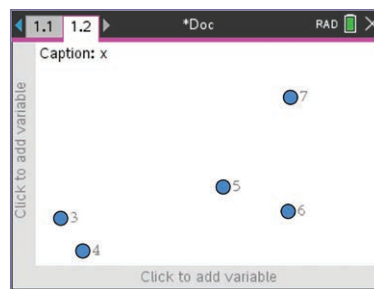 1.1 1.2 *Doc RAD
Caption: x
Click to add variable
7
5
6
3
4
Click to add variable